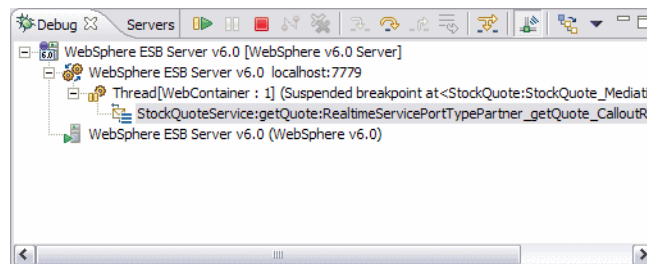 Debug Servers
WebSphere ESB Server v6.0 [WebSphere v6.0 Server]
WebSphere ESB Server v6.0 localhost:7779
Thread[WebContainer : 1] (Suspended breakpoint at<StockQuote:StockQuote_Mediati
StockQuoteService:getQuote:RealtimeServicePortTypePartner_getQuote_CalloutR
WebSphere ESB Server v6.0 (WebSphere v6.0)